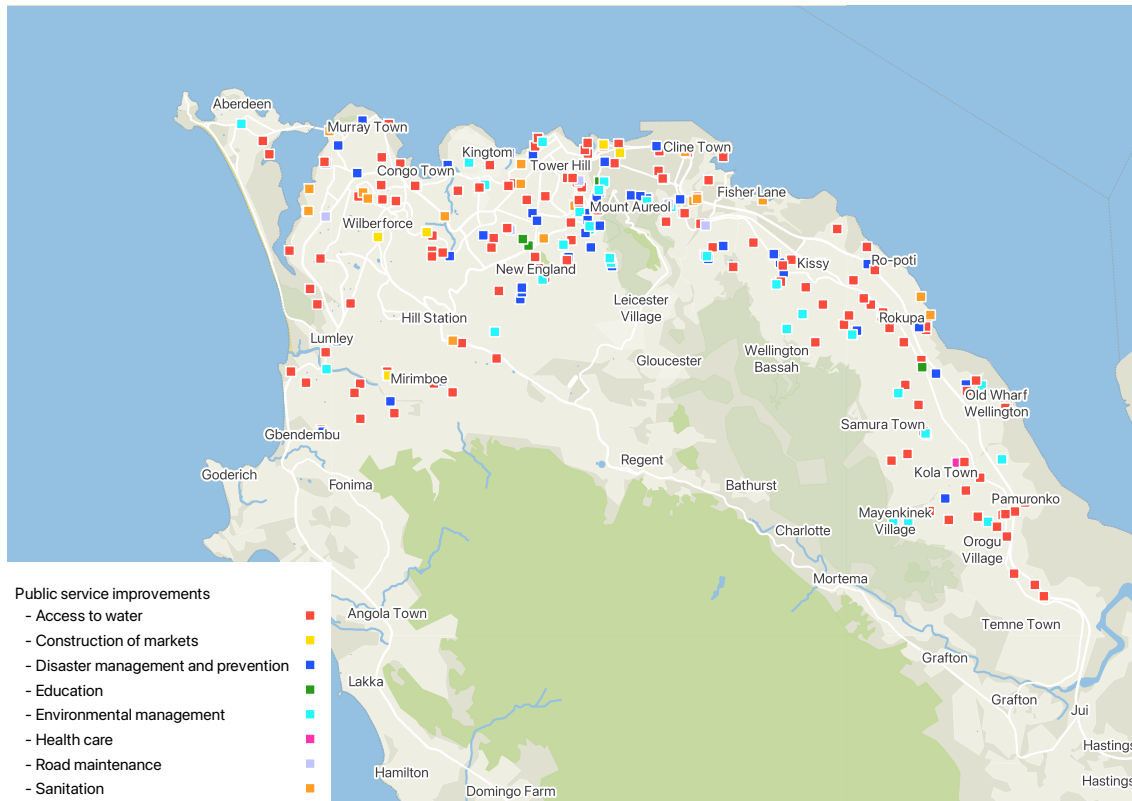 Aberdeen
Murray Town
Kingtom
Cline Town
Tower Hill
Congo Town
Fisher Lane
Mount Aureol
Wilberforce
Ro-poti
Kissy
New England
Leicester
Village
Hill Station
Rokupa
Lumley
Wellington
Bassah
Gloucester
Mirimboe
Old Wharf
Wellington
Samura Town
Gbendembu
Regent
Goderich
Fonima
Kola Town
Bathurst
Pamuronko
Mayenkinek
Village
Charlotte
Orogu
Village
Mortema
Public service improvements
- Access to water
- Construction of markets
- Disaster management and prevention
- Education
- Environmental management
- Health care
- Road maintenance
- Sanitation
Angola Town
Temne Town
Grafton
Lakka
Grafton
Jui
Hastings
Hamilton
Hastings
Domingo Farm